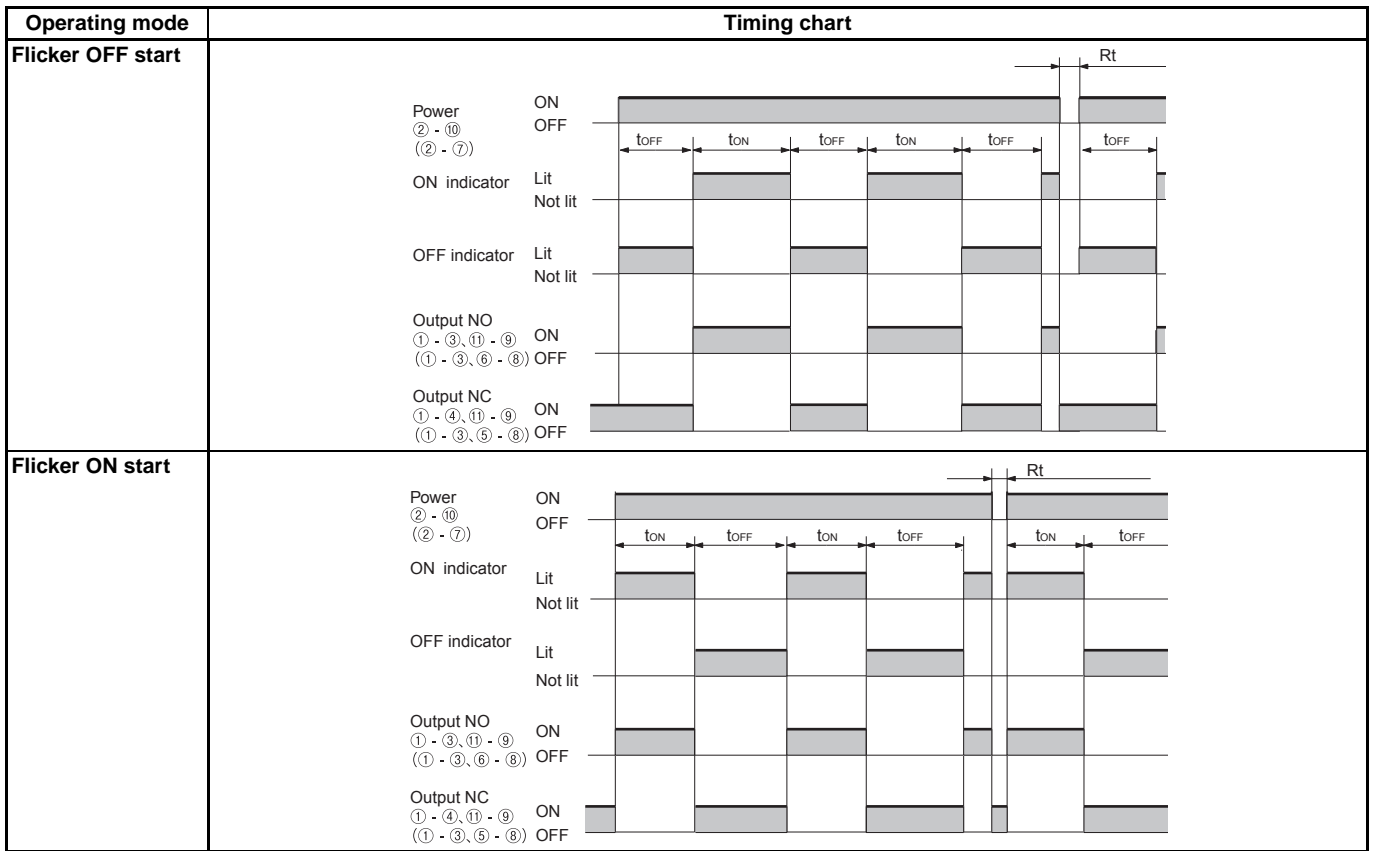 Operating mode
Timing chart
Flicker OFF start
Rt
Power
② - ⑩
(② - ⑦)
ON
OFF
tOFF tON tOFF tON tOFF tOFF
ON indicator
Lit
Not lit
OFF indicator
Lit
Not lit
Output NO
① - ③、⑪ - ⑨
(① - ③、⑥ - ⑧)
ON
OFF
Output NC
① - ④、⑪ - ⑨
(① - ③、⑤ - ⑧)
ON
OFF
Flicker ON start
Rt
Power
② - ⑩
(② - ⑦)
ON
OFF
tON tOFF tON tOFF tON tOFF
ON indicator
Lit
Not lit
OFF indicator
Lit
Not lit
Output NO
① - ③、⑪ - ⑨
(① - ③、⑥ - ⑧)
ON
OFF
Output NC
① - ④、⑪ - ⑨
(① - ③、⑤ - ⑧)
ON
OFF